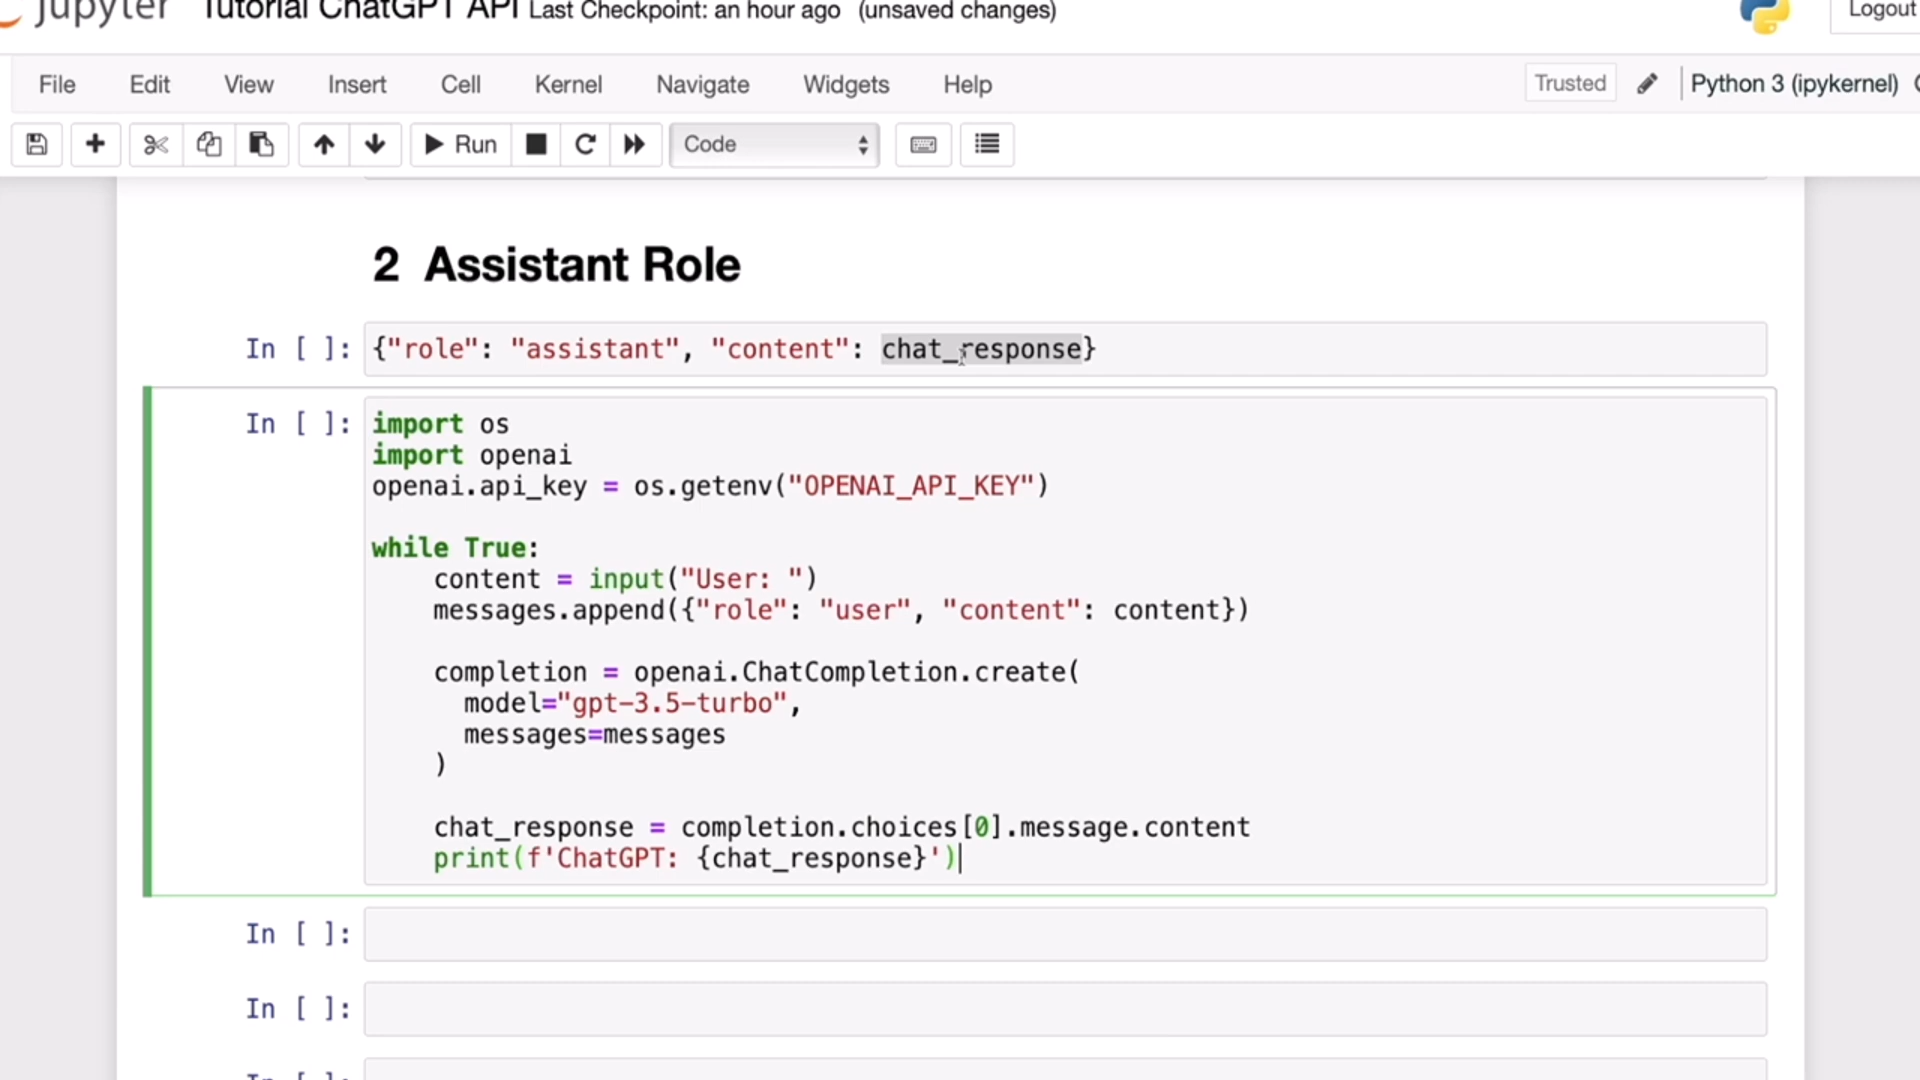 jupyter Tutorial ChatGPT API Last Checkpoint: an hour ago (unsaved changes) Logout
File Edit View Insert Cell Kernel Navigate Widgets Help Trusted Python 3 (ipykernel)
Run Code
2 Assistant Role
In [ ]: {"role": "assistant", "content": chat_response}
In [ ]: import os
import openai
openai.api_key = os.getenv("OPENAI_API_KEY")
while True:
    content = input("User: ")
    messages.append({"role": "user", "content": content})
    completion = openai.ChatCompletion.create(
      model="gpt-3.5-turbo",
      messages=messages
    )
    chat_response = completion.choices[0].message.content
    print(f'ChatGPT: {chat_response}')
In [ ]:
In [ ]:
In [ ]: